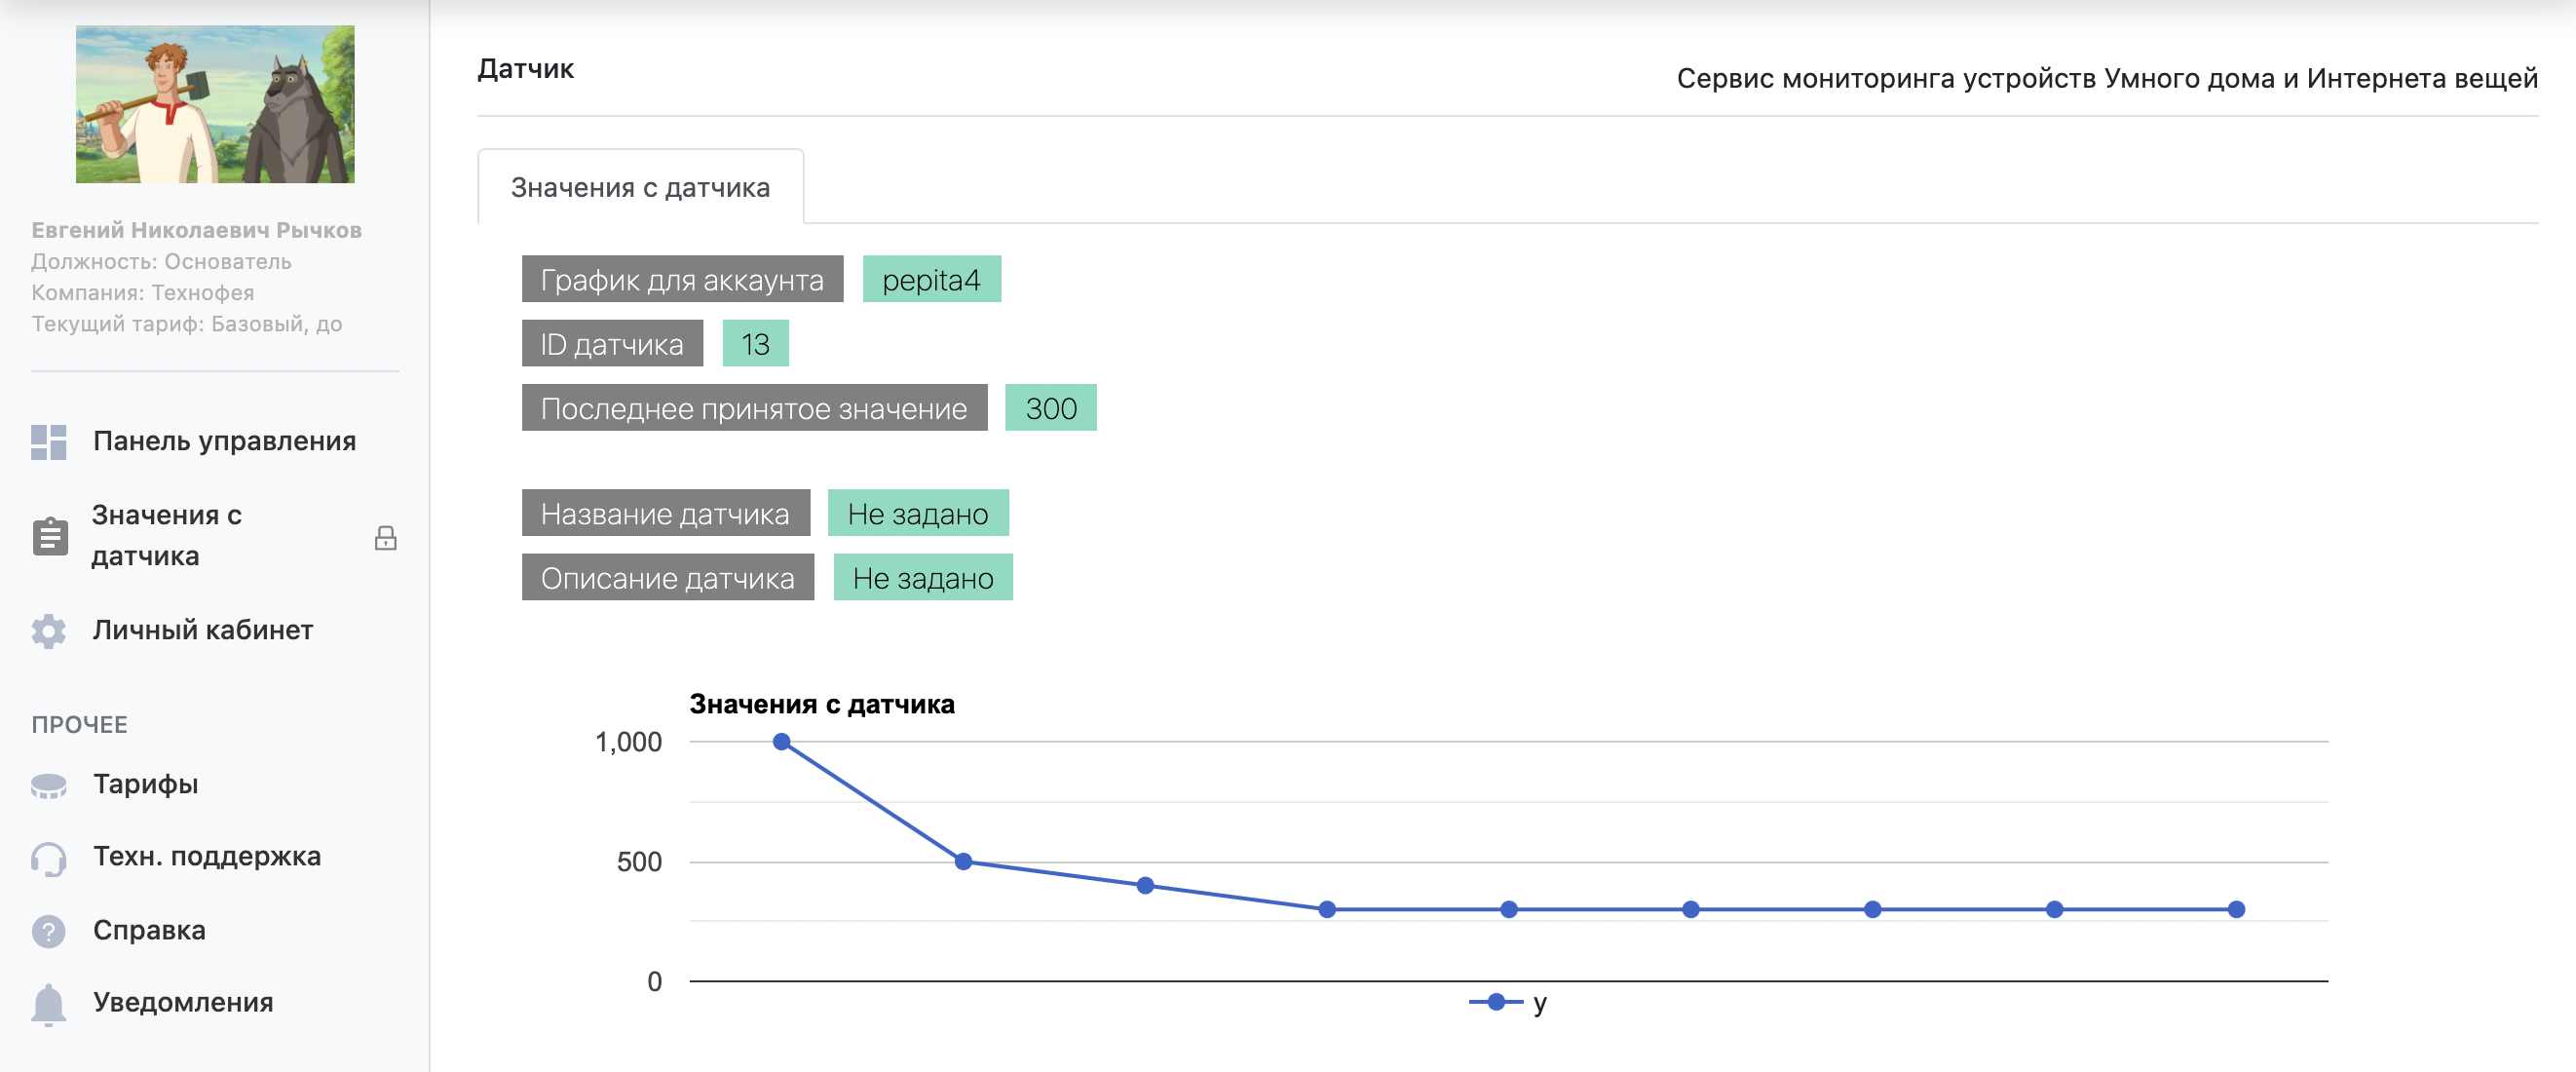 Евгений Николаевич Рычков
Должность: Основатель
Компания: Технофея
Текущий тариф: Базовый, до
Панель управления
Значения с
датчика
Личный кабинет
ПРОЧЕЕ
Тарифы
Техн. поддержка
Справка
Уведомления
Датчик
Сервис мониторинга устройств Умного дома и Интернета вещей
Значения с датчика
График для аккаунта pepita4
ID датчика 13
Последнее принятое значение 300
Название датчика Не задано
Описание датчика Не задано
Значения с датчика
1,000
500
0
y